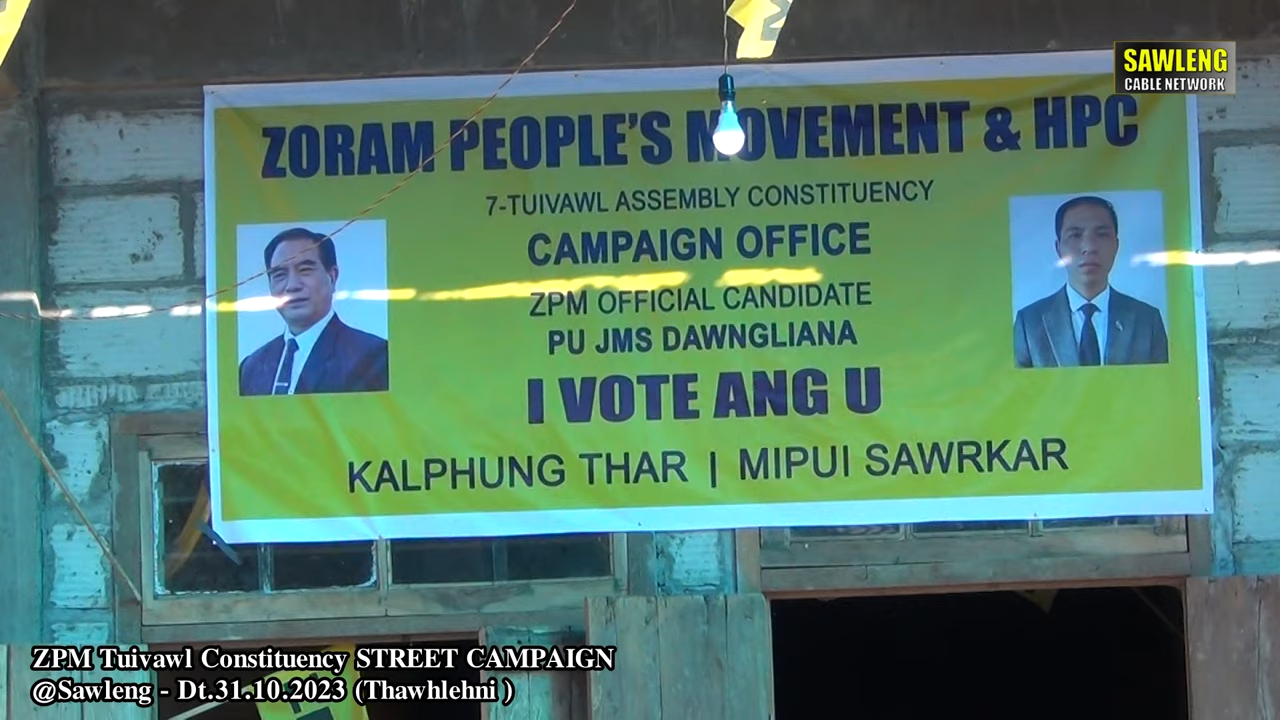 SAWLENG
CABLE NETWORK
ZORAM PEOPLE'S MOVEMENT & HPC
7-TUIVAWL ASSEMBLY CONSTITUENCY
CAMPAIGN OFFICE
ZPM OFFICIAL CANDIDATE
PU JMS DAWNGLIANA
I VOTE ANG U
KALPHUNG THAR | MIPUI SAWRKAR
ZPM Tuivawl Constituency STREET CAMPAIGN
@Sawleng - Dt.31.10.2023 (Thawhlehni )